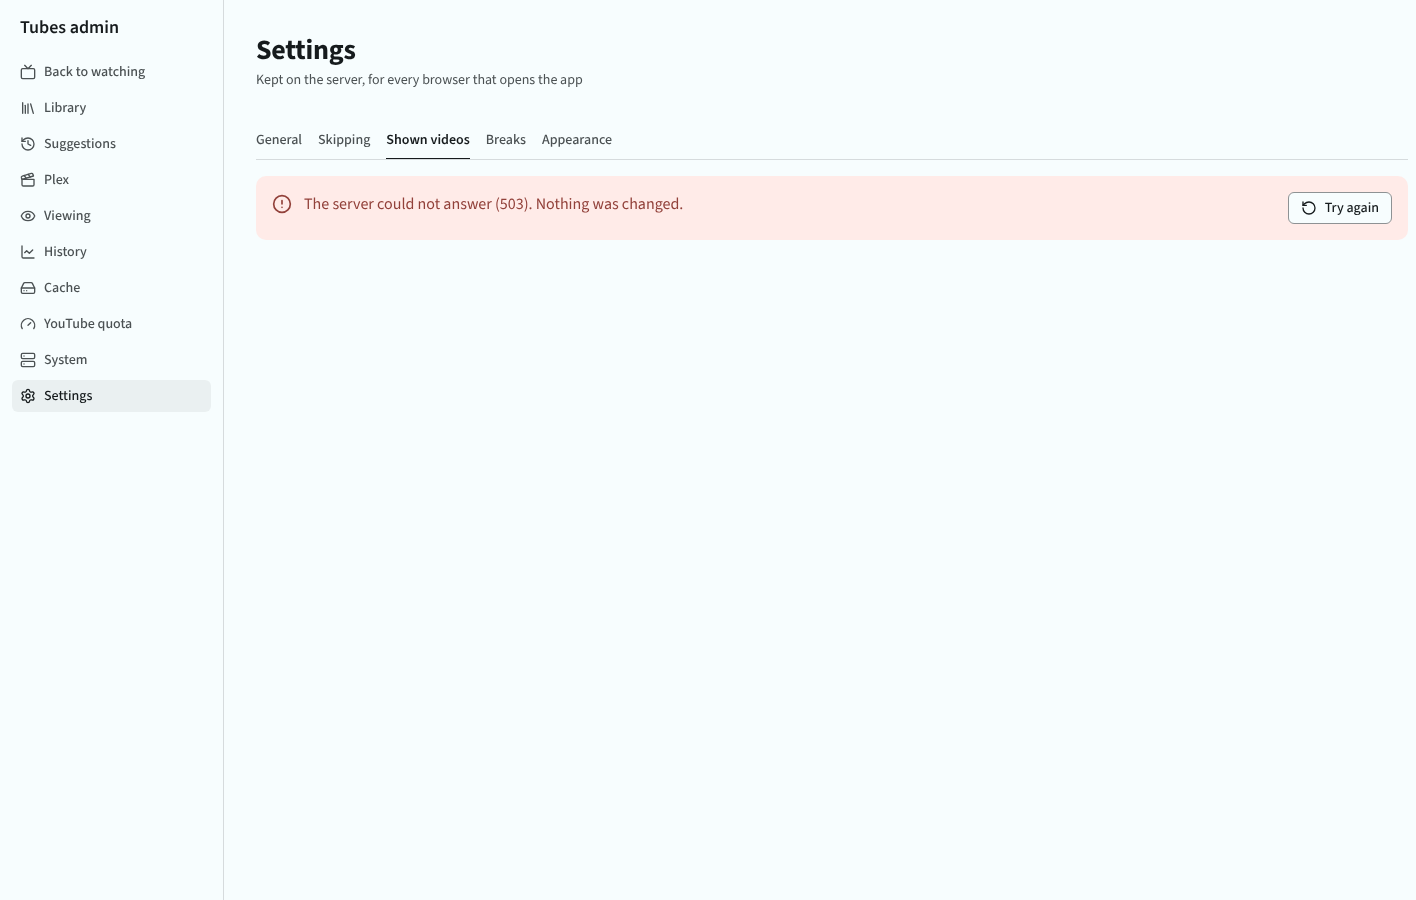 Tubes admin
Back to watching
Library
Suggestions
Plex
Viewing
History
Cache
YouTube quota
System
Settings
Settings
Kept on the server, for every browser that opens the app
General Skipping Shown videos Breaks Appearance
The server could not answer (503). Nothing was changed.
Try again